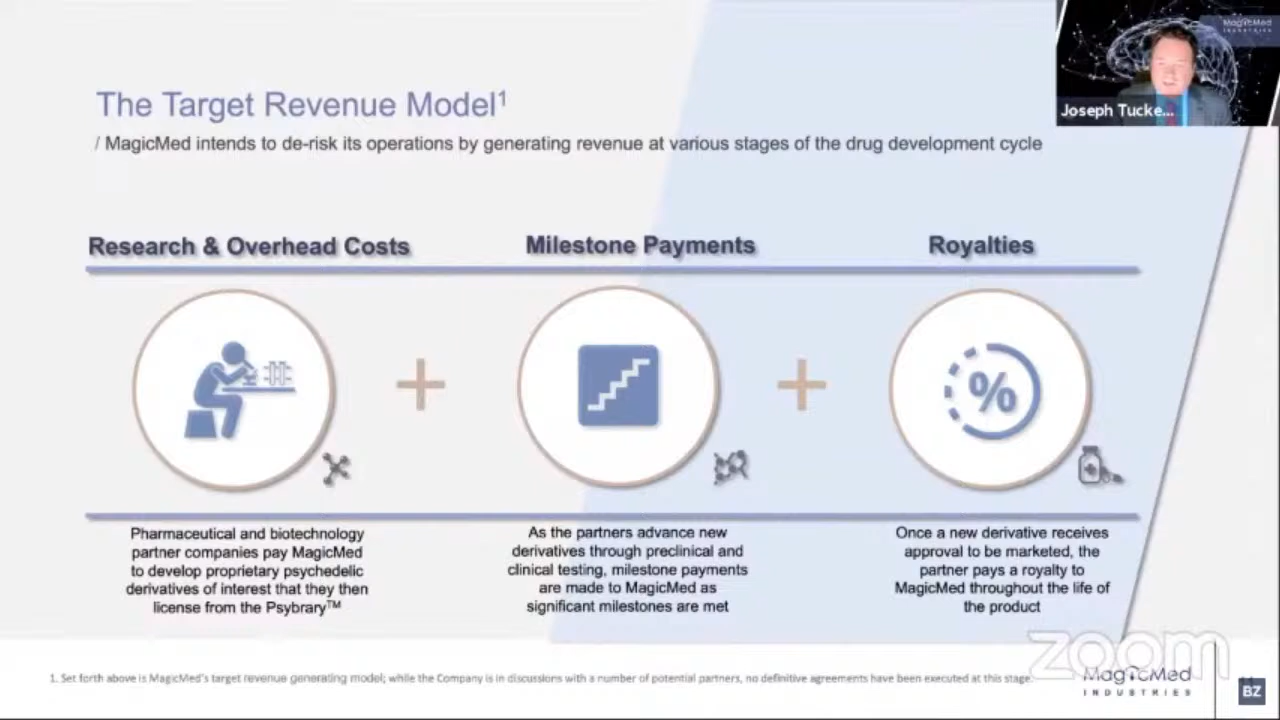 MagicMed
INDUSTRIES
Joseph Tucke...
The Target Revenue Model¹
/ MagicMed intends to de-risk its operations by generating revenue at various stages of the drug development cycle
Research & Overhead Costs
Milestone Payments
Royalties
%
Pharmaceutical and biotechnology
partner companies pay MagicMed
to develop proprietary psychedelic
derivatives of interest that they then
license from the Psybrary™
As the partners advance new
derivatives through preclinical and
clinical testing, milestone payments
are made to MagicMed as
significant milestones are met
Once a new derivative receives
approval to be marketed, the
partner pays a royalty to
MagicMed throughout the life of
the product
zoom
1. Set forth above is MagicMed's target revenue generating model; while the Company is in discussions with a number of potential partners, no definitive agreements have been executed at this stage.
MagicMed
INDUSTRIES
BZ